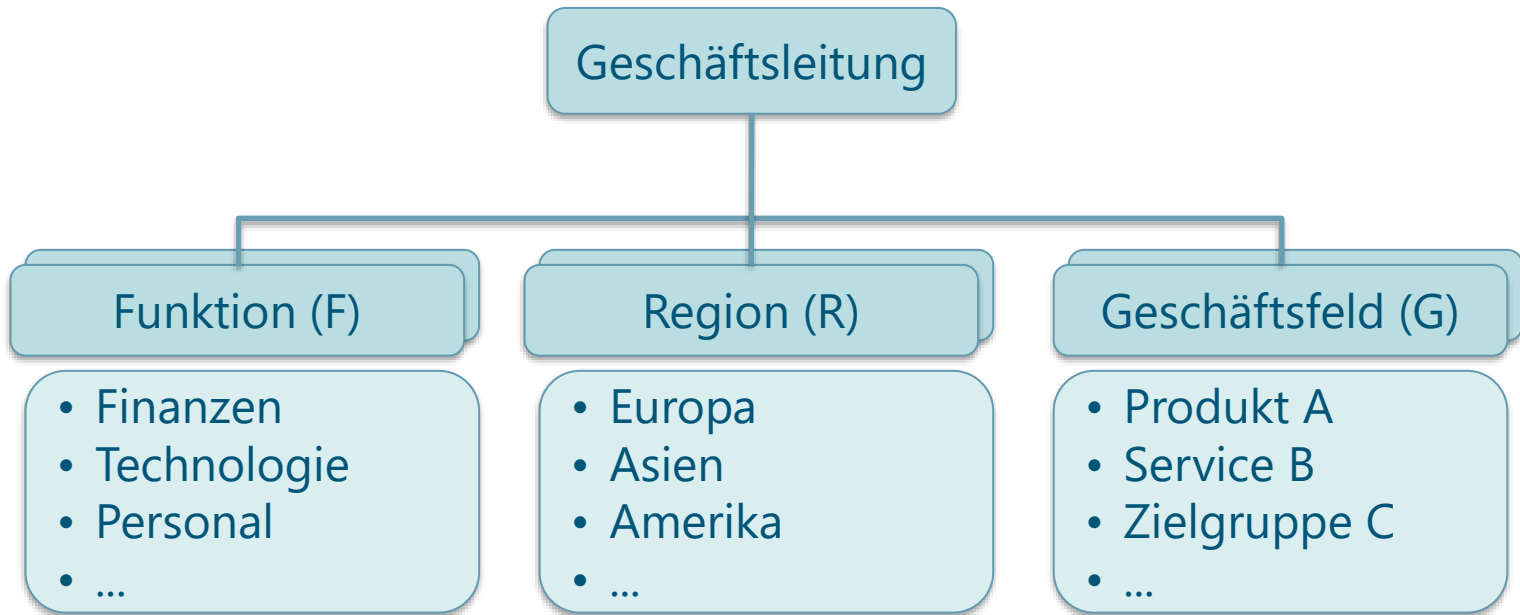 Geschäftsleitung
Funktion (F)
• Finanzen
• Technologie
• Personal
• ...
Region (R)
• Europa
• Asien
• Amerika
• ...
Geschäftsfeld (G)
• Produkt A
• Service B
• Zielgruppe C
• ...